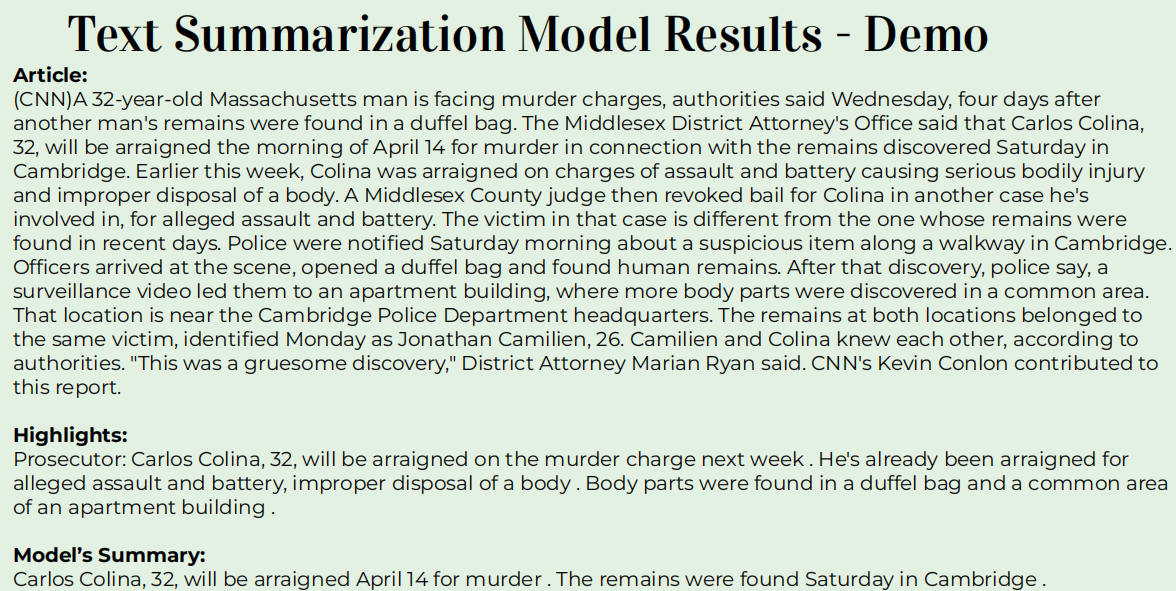 Text Summarization Model Results - Demo
Article:
(CNN)A 32-year-old Massachusetts man is facing murder charges, authorities said Wednesday, four days after
another man's remains were found in a duffel bag. The Middlesex District Attorney's Office said that Carlos Colina,
32, will be arraigned the morning of April 14 for murder in connection with the remains discovered Saturday in
Cambridge. Earlier this week, Colina was arraigned on charges of assault and battery causing serious bodily injury
and improper disposal of a body. A Middlesex County judge then revoked bail for Colina in another case he's
involved in, for alleged assault and battery. The victim in that case is different from the one whose remains were
found in recent days. Police were notified Saturday morning about a suspicious item along a walkway in Cambridge.
Officers arrived at the scene, opened a duffel bag and found human remains. After that discovery, police say, a
surveillance video led them to an apartment building, where more body parts were discovered in a common area.
That location is near the Cambridge Police Department headquarters. The remains at both locations belonged to
the same victim, identified Monday as Jonathan Camilien, 26. Camilien and Colina knew each other, according to
authorities. "This was a gruesome discovery," District Attorney Marian Ryan said. CNN's Kevin Conlon contributed to
this report.
Highlights:
Prosecutor: Carlos Colina, 32, will be arraigned on the murder charge next week . He's already been arraigned for
alleged assault and battery, improper disposal of a body . Body parts were found in a duffel bag and a common area
of an apartment building .
Model’s Summary:
Carlos Colina, 32, will be arraigned April 14 for murder . The remains were found Saturday in Cambridge .